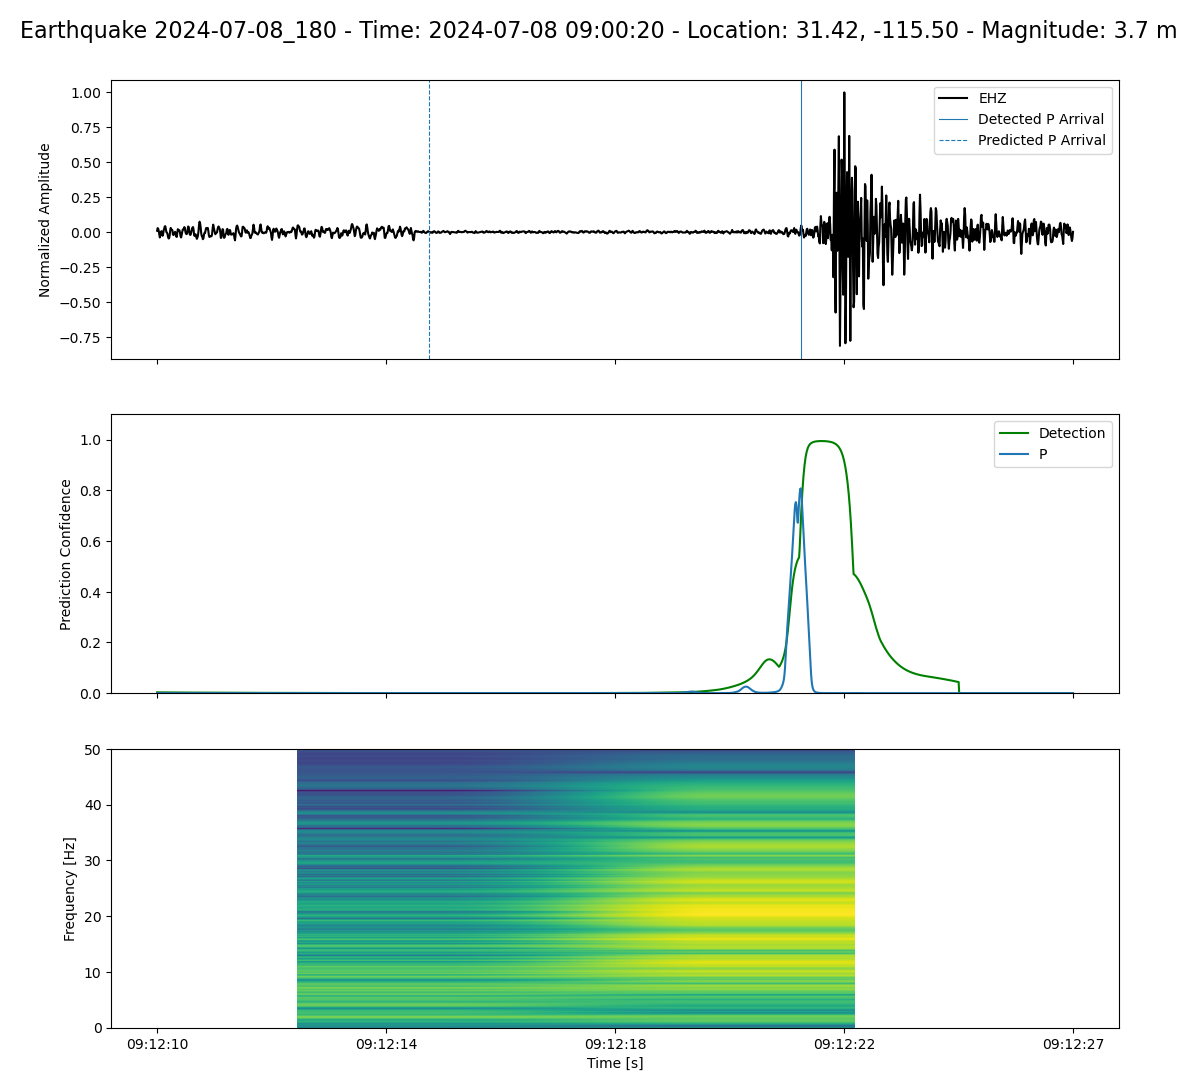 Earthquake 2024-07-08_180 - Time: 2024-07-08 09:00:20 - Location: 31.42, -115.50 - Magnitude: 3.7 m
Normalized Amplitude
1.00
0.75
0.50
0.25
0.00
−0.25
−0.50
−0.75
EHZ
Detected P Arrival
Predicted P Arrival
Prediction Confidence
1.0
0.8
0.6
0.4
0.2
0.0
Detection
P
Frequency [Hz]
50
40
30
20
10
0
09:12:10 09:12:14 09:12:18 09:12:22 09:12:27
Time [s]